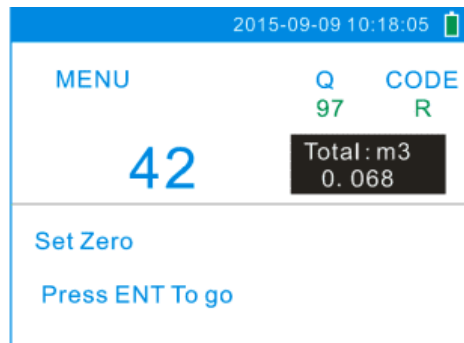 2015-09-09 10:18:05
MENU Q CODE
97 R
42 Total:m3
0.068
Set Zero
Press ENT To go